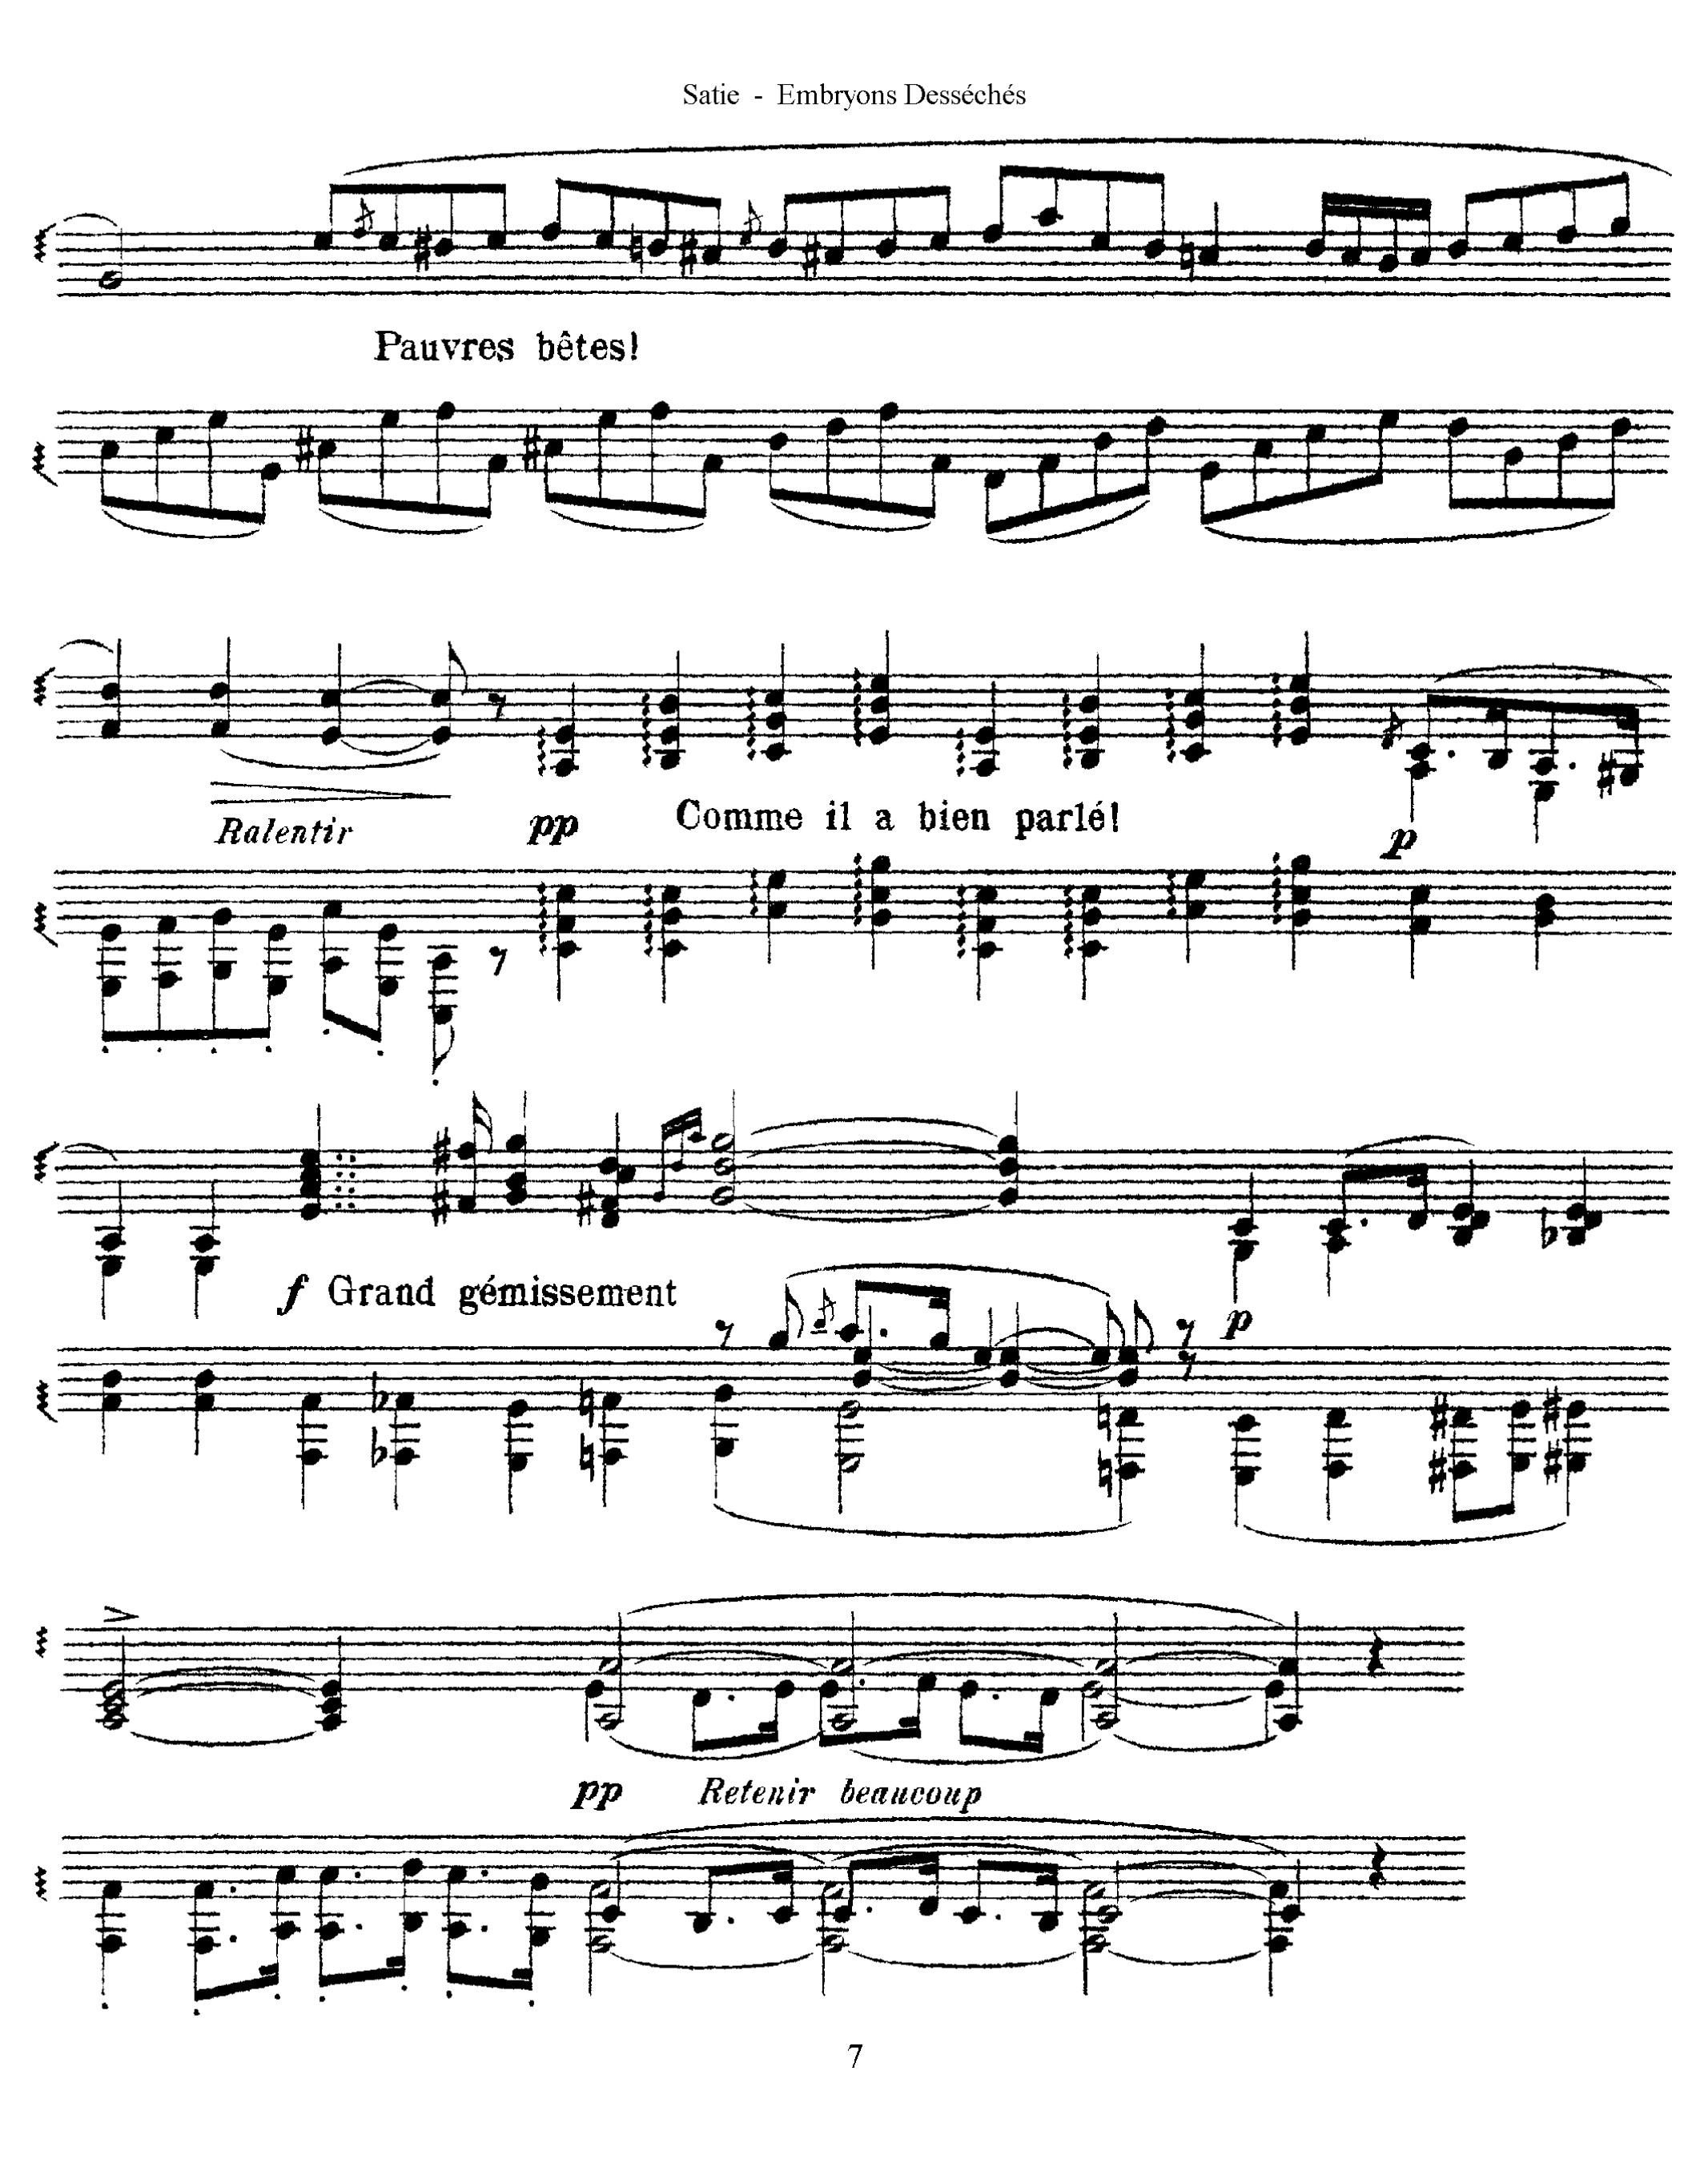 Satie - Embryons Desséchés
Pauvres bêtes!
Ralentir pp Comme il a bien parlé! p
f Grand gémissement p
pp Retenir beaucoup
7